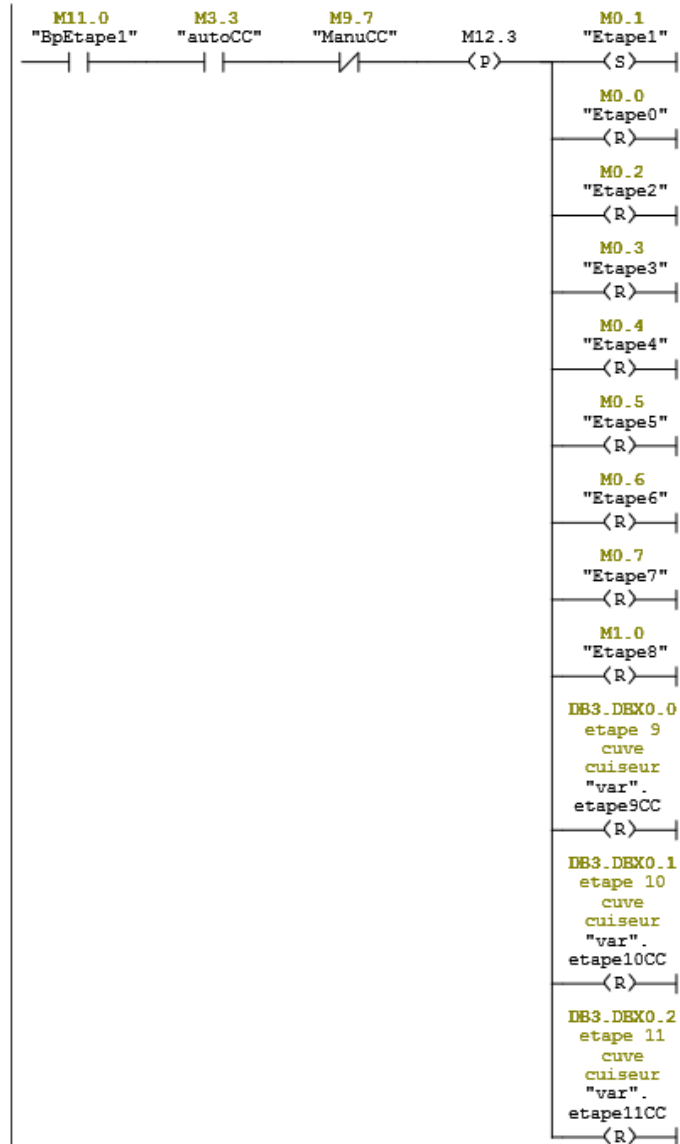 M11.0 M3.3 M9.7 M0.1
"BpEtape1" "autoCC" "ManuCC" M12.3 "Etape1"
(P) (S)
M0.0
"Etape0"
(R)
M0.2
"Etape2"
(R)
M0.3
"Etape3"
(R)
M0.4
"Etape4"
(R)
M0.5
"Etape5"
(R)
M0.6
"Etape6"
(R)
M0.7
"Etape7"
(R)
M1.0
"Etape8"
(R)
DB3.DBX0.0
etape 9
cuve
cuiseur
"var".
etape9CC
(R)
DB3.DBX0.1
etape 10
cuve
cuiseur
"var".
etape10CC
(R)
DB3.DBX0.2
etape 11
cuve
cuiseur
"var".
etape11CC
(R)